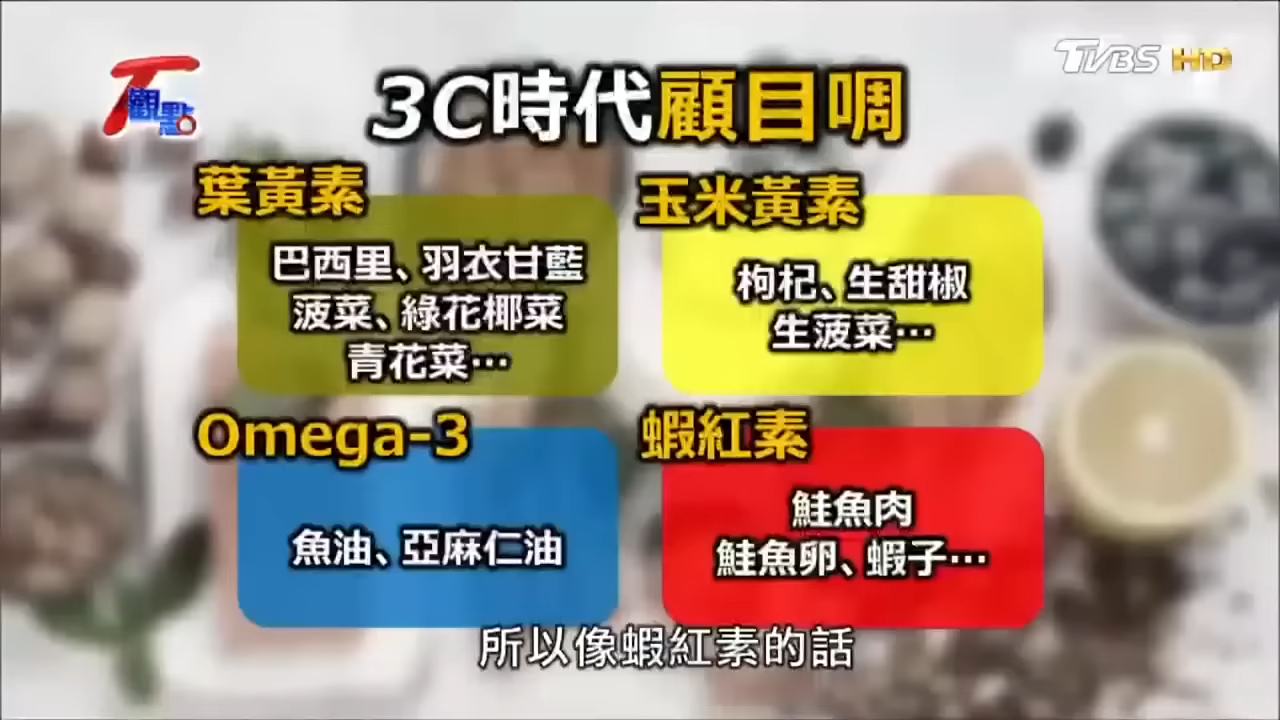 T觀點
TVBS HD
3C時代顧目啁
葉黃素
巴西里、羽衣甘藍
菠菜、綠花椰菜
青花菜…
玉米黃素
枸杞、生甜椒
生菠菜…
Omega-3
魚油、亞麻仁油
蝦紅素
鮭魚肉
鮭魚卵、蝦子…
所以像蝦紅素的話